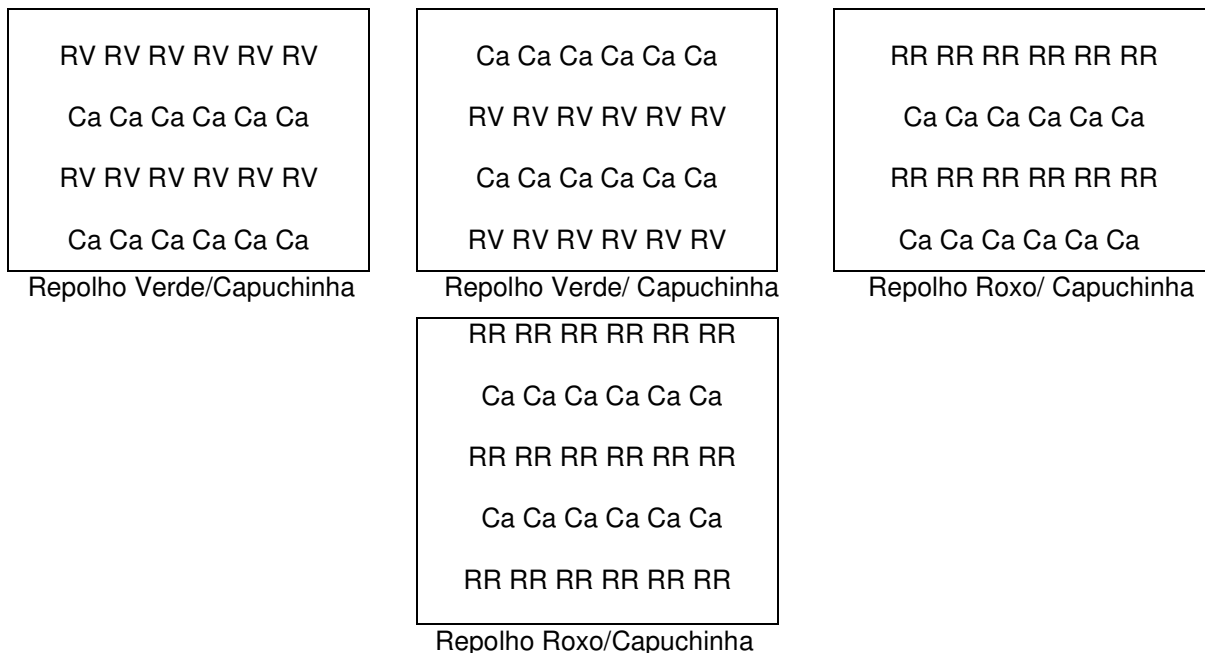 RV RV RV RV RV RV
Ca Ca Ca Ca Ca Ca
RV RV RV RV RV RV
Ca Ca Ca Ca Ca Ca
Repolho Verde/Capuchinha
Ca Ca Ca Ca Ca Ca
RV RV RV RV RV RV
Ca Ca Ca Ca Ca Ca
RV RV RV RV RV RV
Repolho Verde/ Capuchinha
RR RR RR RR RR RR
Ca Ca Ca Ca Ca Ca
RR RR RR RR RR RR
Ca Ca Ca Ca Ca Ca
Repolho Roxo/ Capuchinha
RR RR RR RR RR RR
Ca Ca Ca Ca Ca Ca
RR RR RR RR RR RR
Ca Ca Ca Ca Ca Ca
RR RR RR RR RR RR
Repolho Roxo/Capuchinha